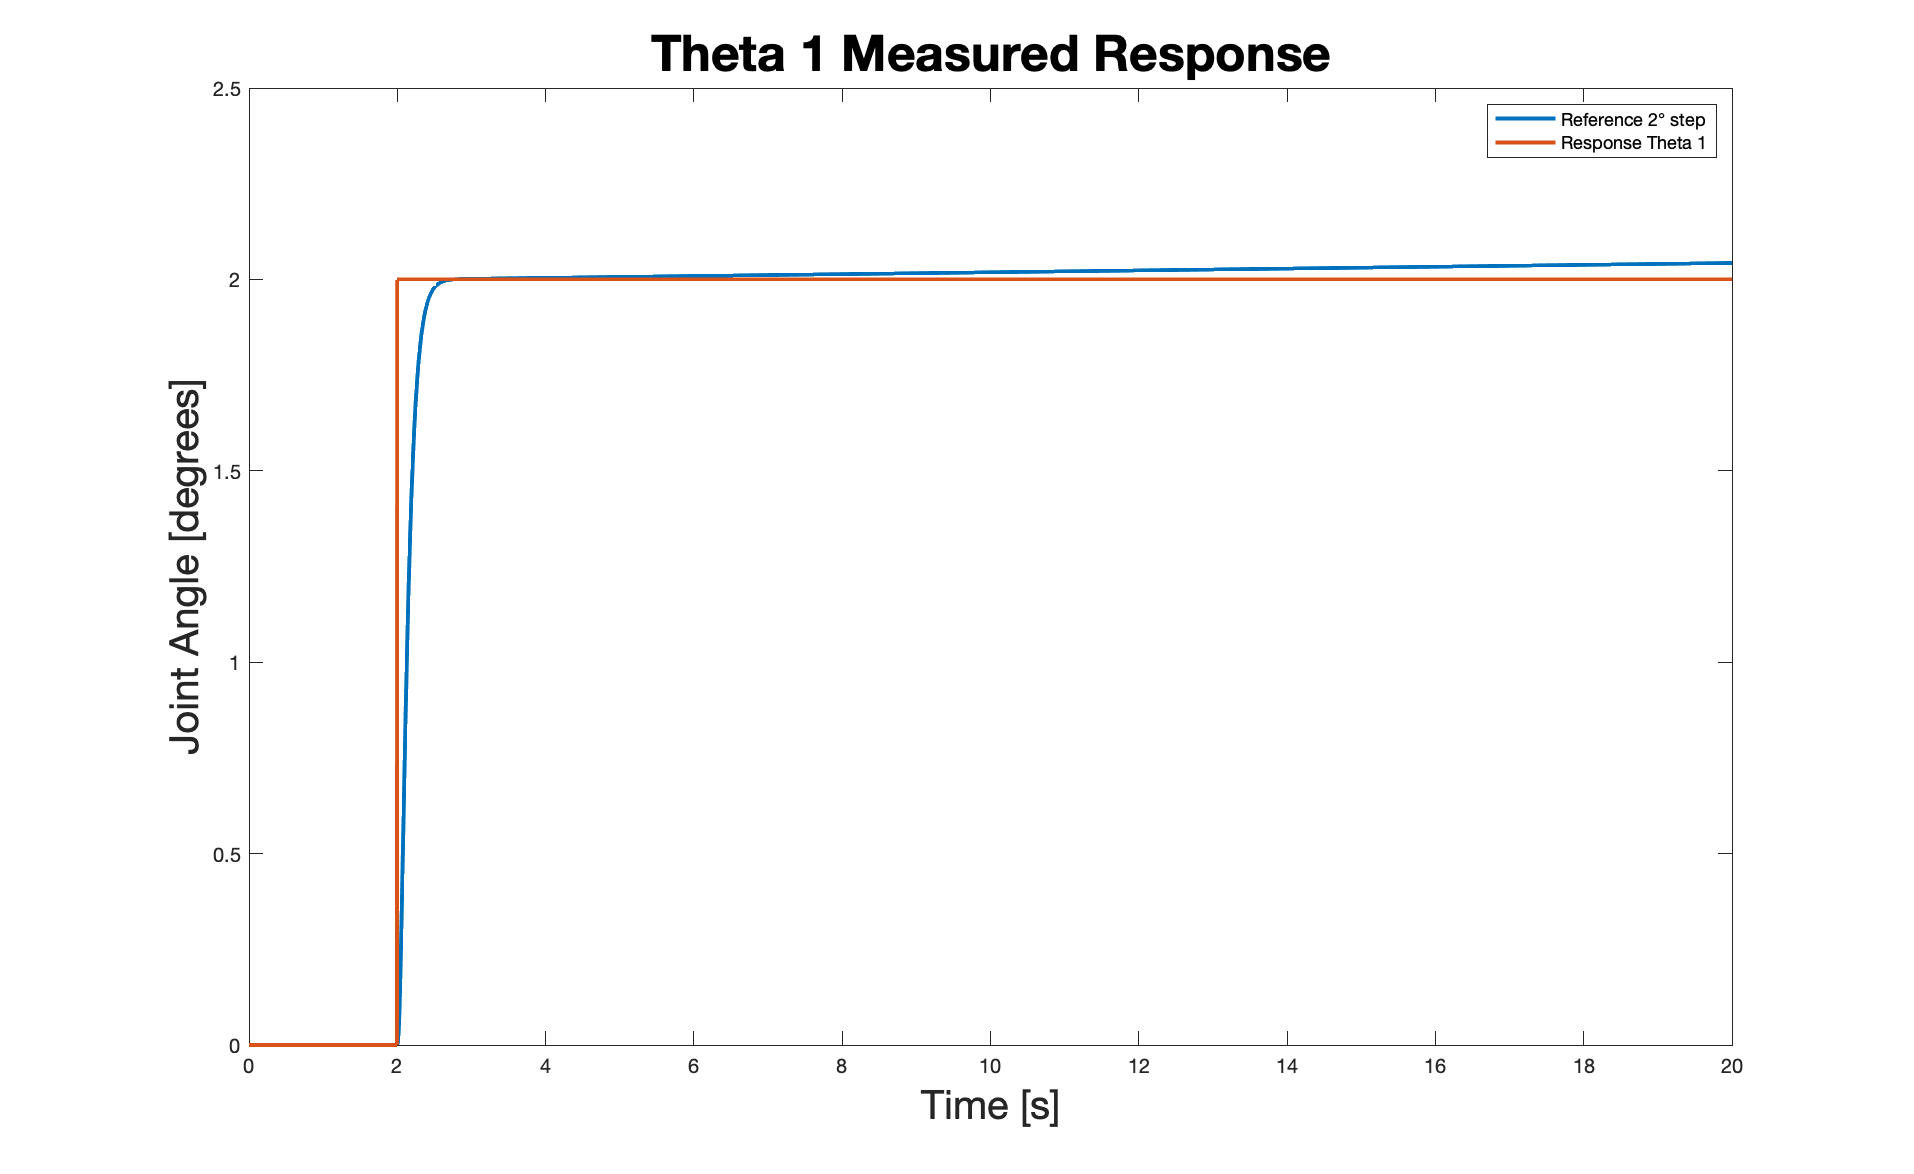 Theta 1 Measured Response
Reference 2° step
Response Theta 1
Joint Angle [degrees]
2.5
2
1.5
1
0.5
0
0 2 4 6 8 10 12 14 16 18 20
Time [s]